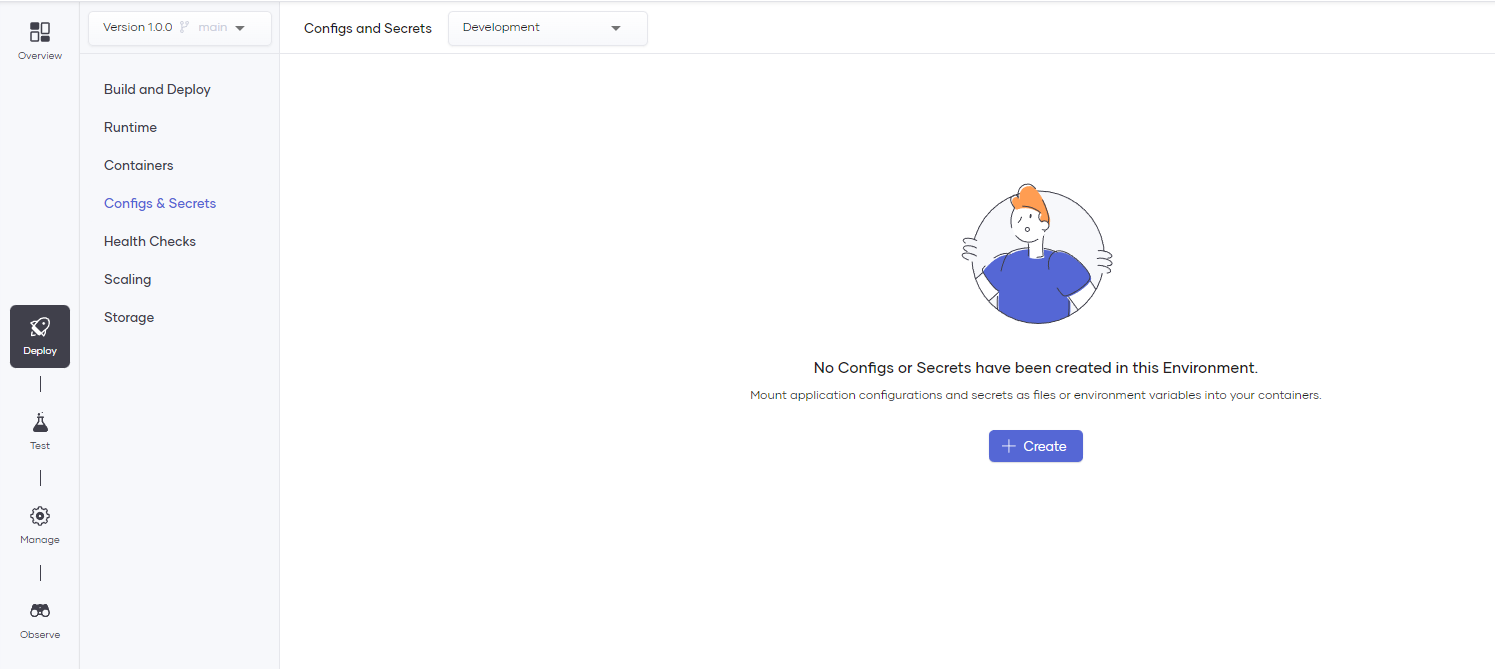 Overview
Deploy
Test
Manage
Observe
Version 1.0.0 main
Build and Deploy
Runtime
Containers
Configs & Secrets
Health Checks
Scaling
Storage
Configs and Secrets
Development
No Configs or Secrets have been created in this Environment.
Mount application configurations and secrets as files or environment variables into your containers.
Create